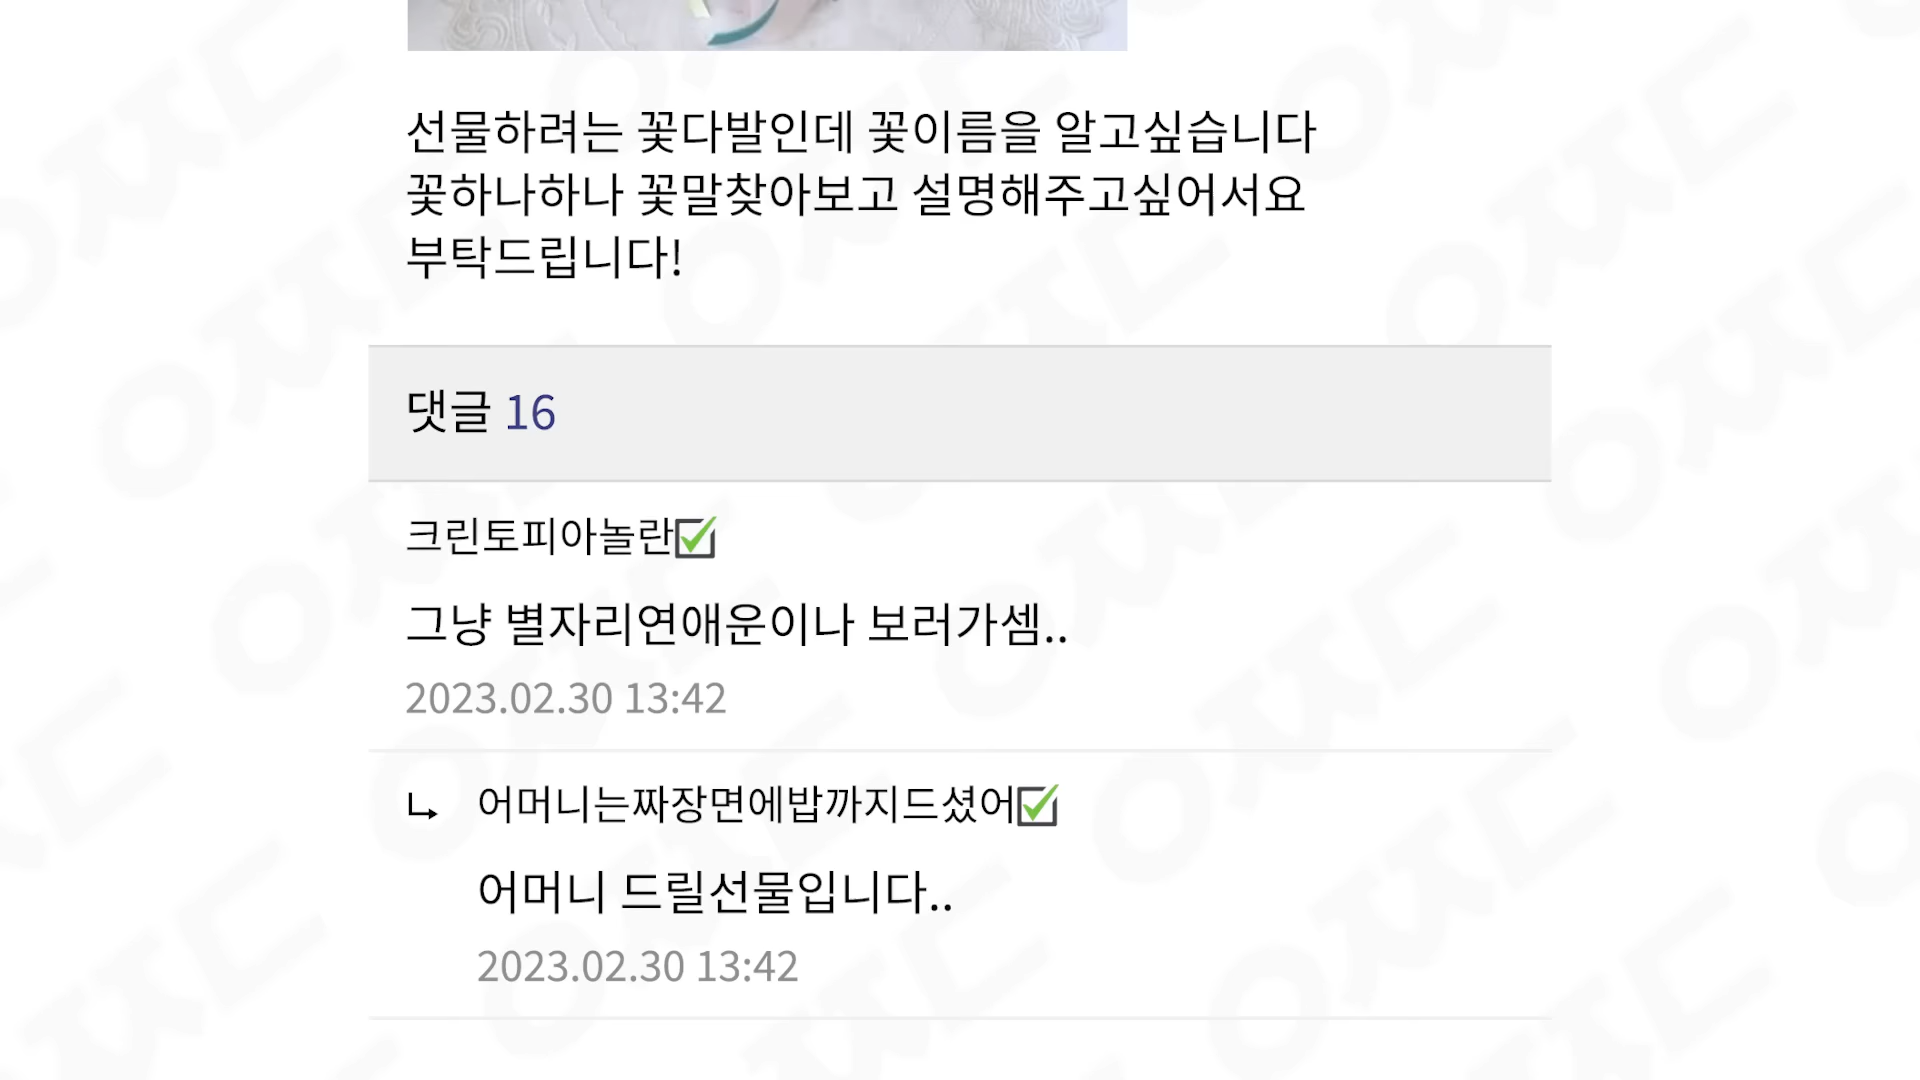 선물하려는 꽃다발인데 꽃이름을 알고싶습니다
꽃하나하나 꽃말찾아보고 설명해주고싶어서요
부탁드립니다!
댓글 16
크린토피아놀란✅
그냥 별자리연애운이나 보러가셈..
2023.02.30 13:42
어머니는짜장면에밥까지드셨어✅
어머니 드릴선물입니다..
2023.02.30 13:42